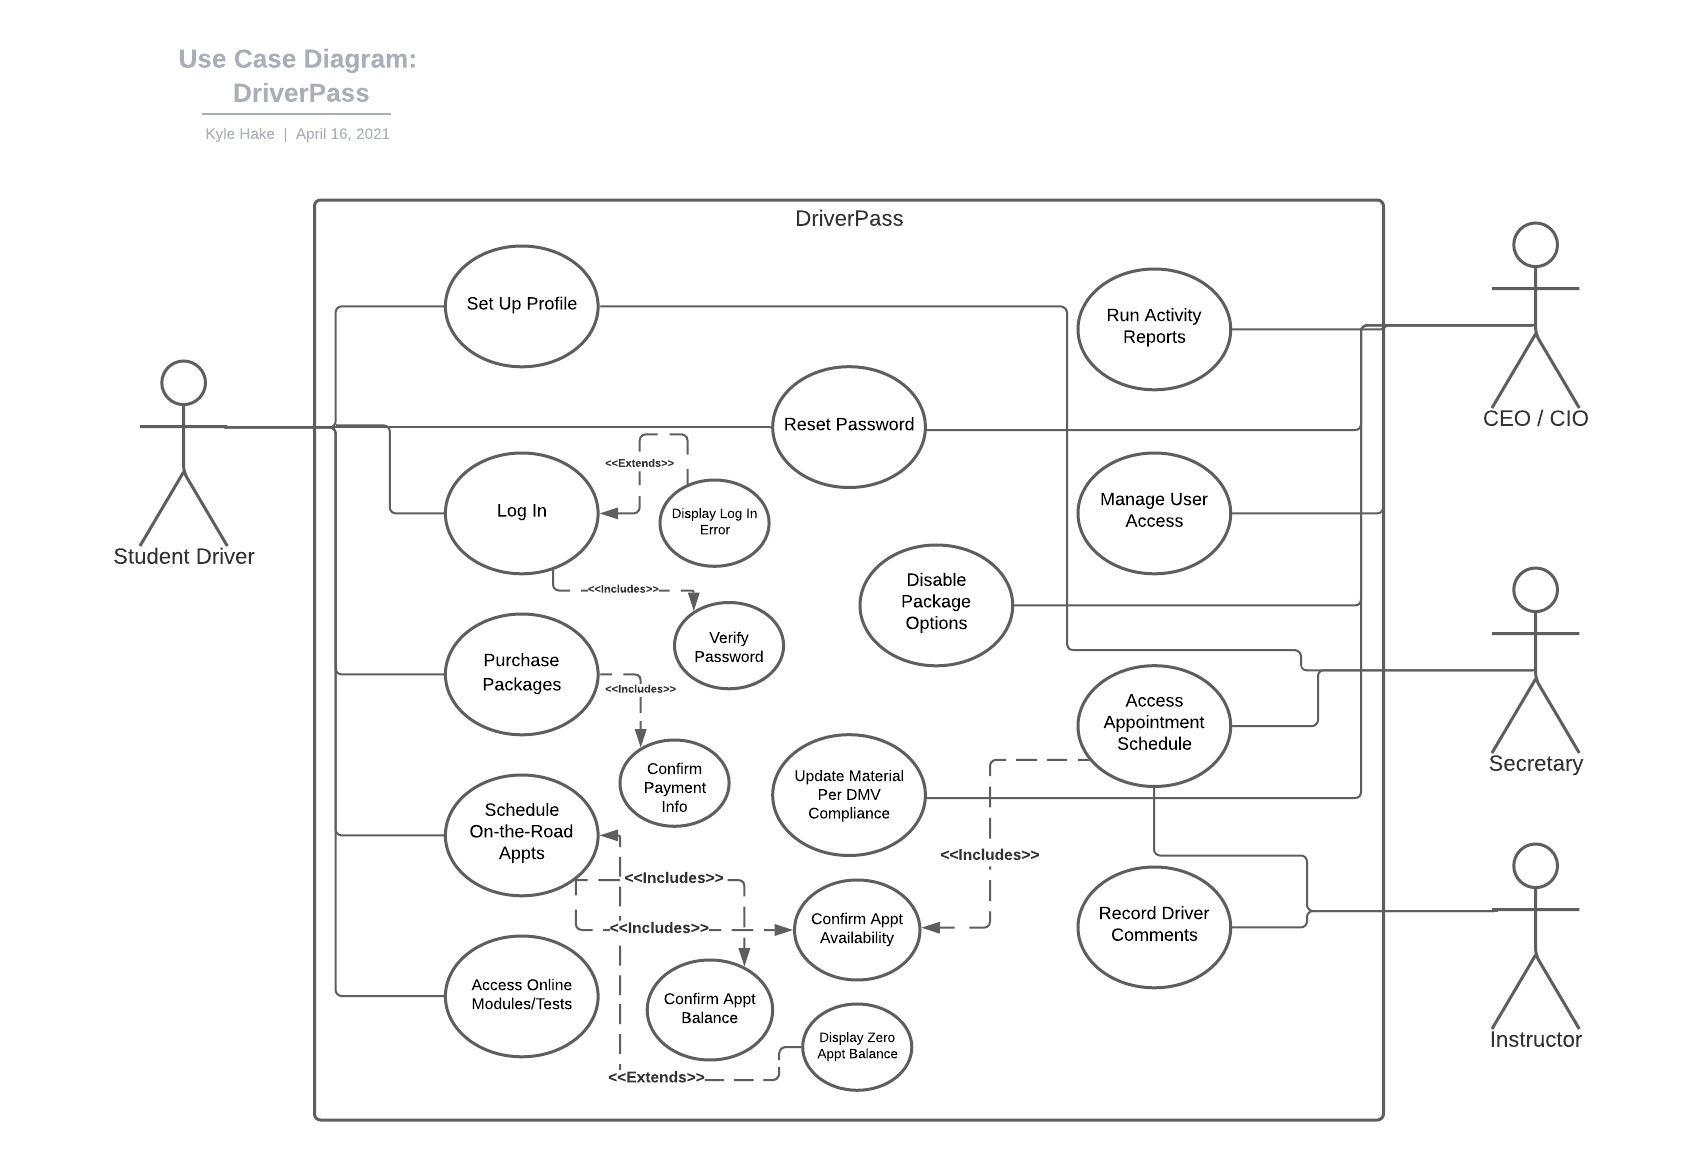 Use Case Diagram:
DriverPass
Kyle Hake | April 16, 2021
DriverPass
Set Up Profile
Run Activity
Reports
CEO / CIO
Reset Password
Student Driver
<<Extends>>
Log In
Display Log In
Error
Manage User
Access
<<Includes>>
Verify
Password
Disable
Package
Options
Purchase
Packages
<<Includes>>
Confirm
Payment
Info
Access
Appointment
Schedule
Secretary
Update Material
Per DMV
Compliance
Schedule
On-the-Road
Appts
<<Includes>>
<<Includes>>
<<Includes>>
Confirm Appt
Availability
Record Driver
Comments
Access Online
Modules/Tests
Confirm Appt
Balance
Display Zero
Appt Balance
<<Extends>>
Instructor